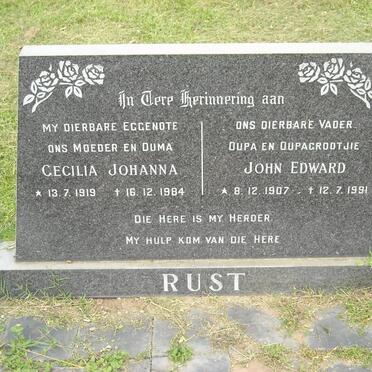 In Tere Herinnering aan
MY DIERBARE EGGENOTE
ONS MOEDER EN OUMA
CECILIA JOHANNA
* 13.7.1919 + 16.12.1984
ONS DIERBARE VADER
OUPA EN OUPAGROOTJIE
JOHN EDWARD
* 8.12.1907 + 12.7.1991
DIE HERE IS MY HERDER
MY HULP KOM VAN DIE HERE
RUST